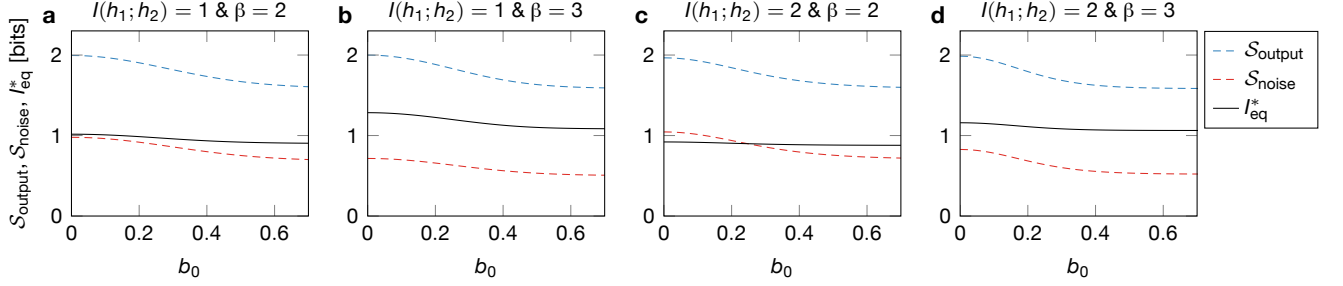 a I(h₁; h₂) = 1 & β = 2
b I(h₁; h₂) = 1 & β = 3
c I(h₁; h₂) = 2 & β = 2
d I(h₁; h₂) = 2 & β = 3
𝒮output, 𝒮noise, I*eq [bits]
2
1
0
0 0.2 0.4 0.6
b₀
2
1
0
0 0.2 0.4 0.6
b₀
2
1
0
0 0.2 0.4 0.6
b₀
2
1
0
0 0.2 0.4 0.6
b₀
𝒮output
𝒮noise
I*eq